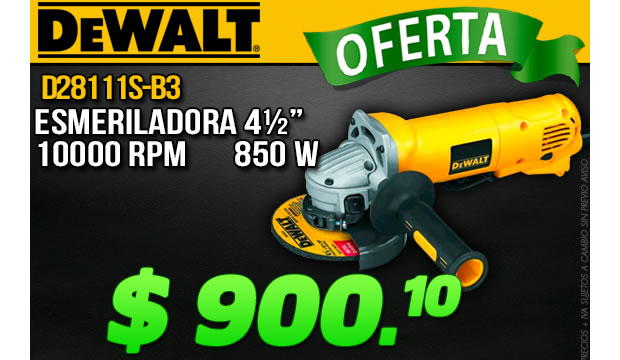 DEWALT®
OFERTA
D28111S-B3
ESMERILADORA 4½”
10000 RPM 850 W
DEWALT
DEWALT
$ 900.10
PRECIOS + IVA SUJETOS A CAMBIO SIN PREVIO AVISO